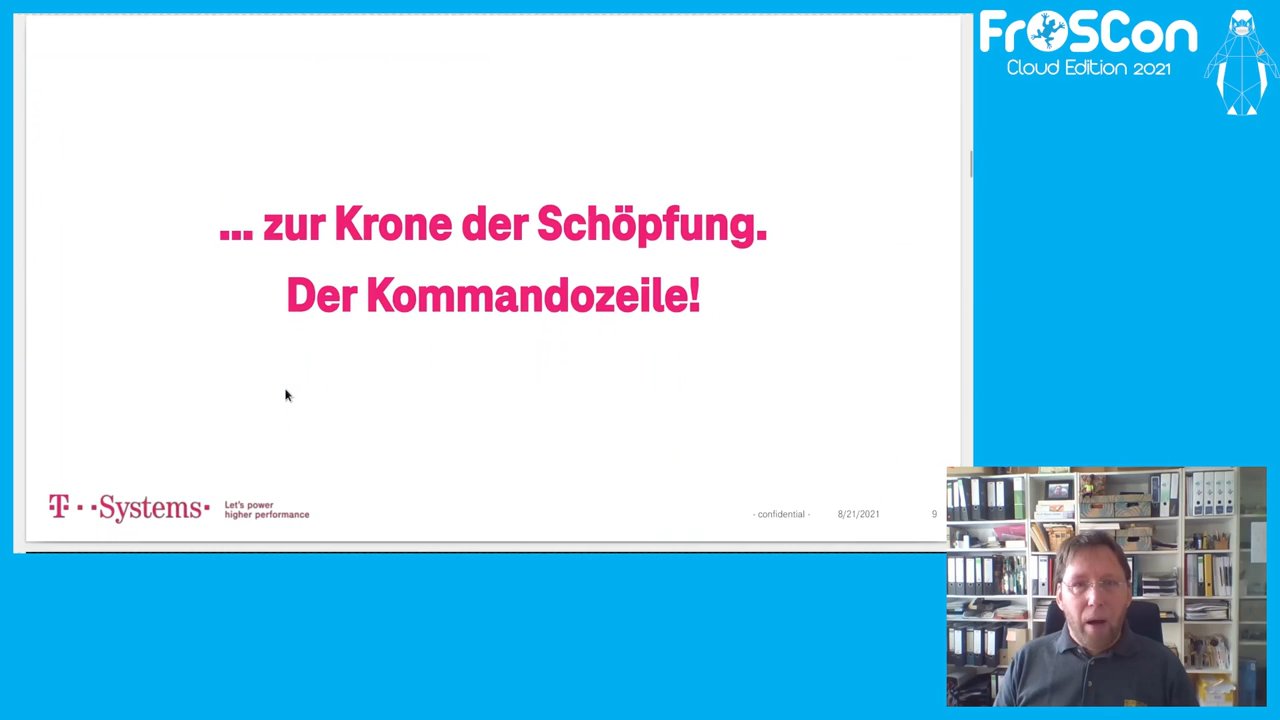 FrOSCon
Cloud Edition 2021
... zur Krone der Schöpfung.
Der Kommandozeile!
T··Systems·
Let's power
higher performance
- confidential -
8/21/2021
9